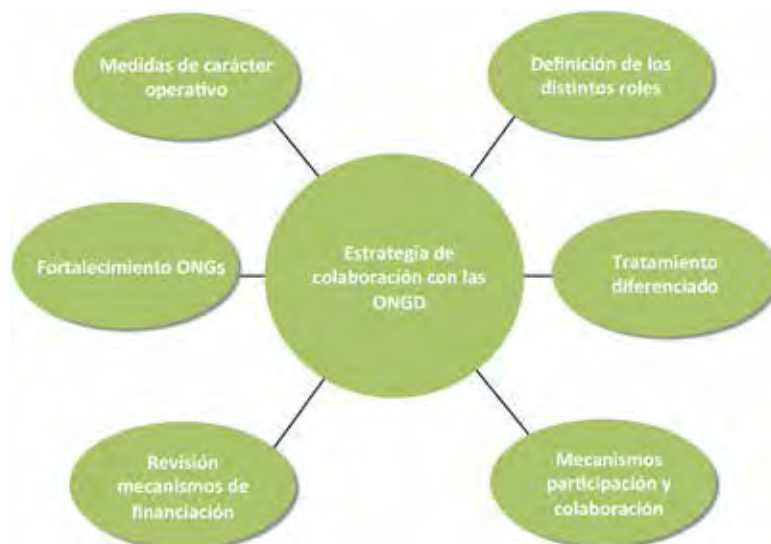 Medidas de carácter
operativo
Definición de los
distintos roles
Fortalecimiento ONGs
Estrategia de
colaboración con las
ONGD
Tratamiento
diferenciado
Revisión
mecanismos de
financiación
Mecanismos
participación y
colaboración